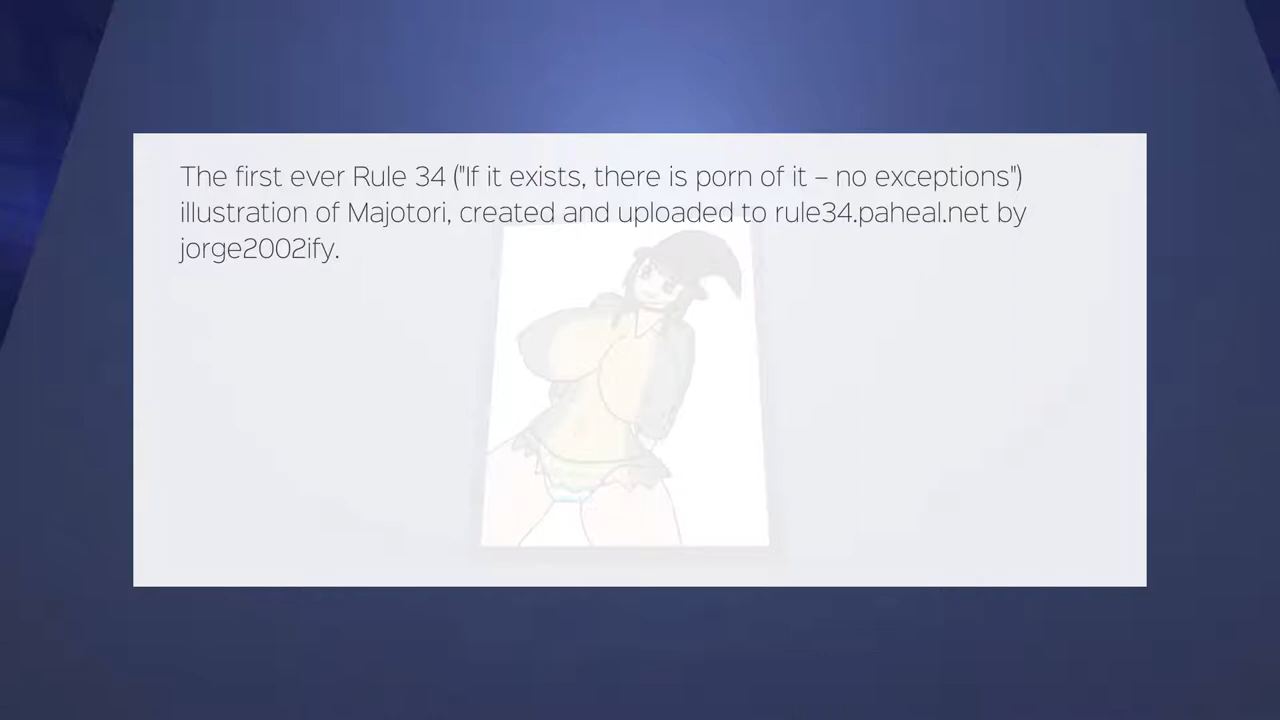 The first ever Rule 34 ("If it exists, there is porn of it – no exceptions")
illustration of Majotori, created and uploaded to rule34.paheal.net by
jorge2002ify.